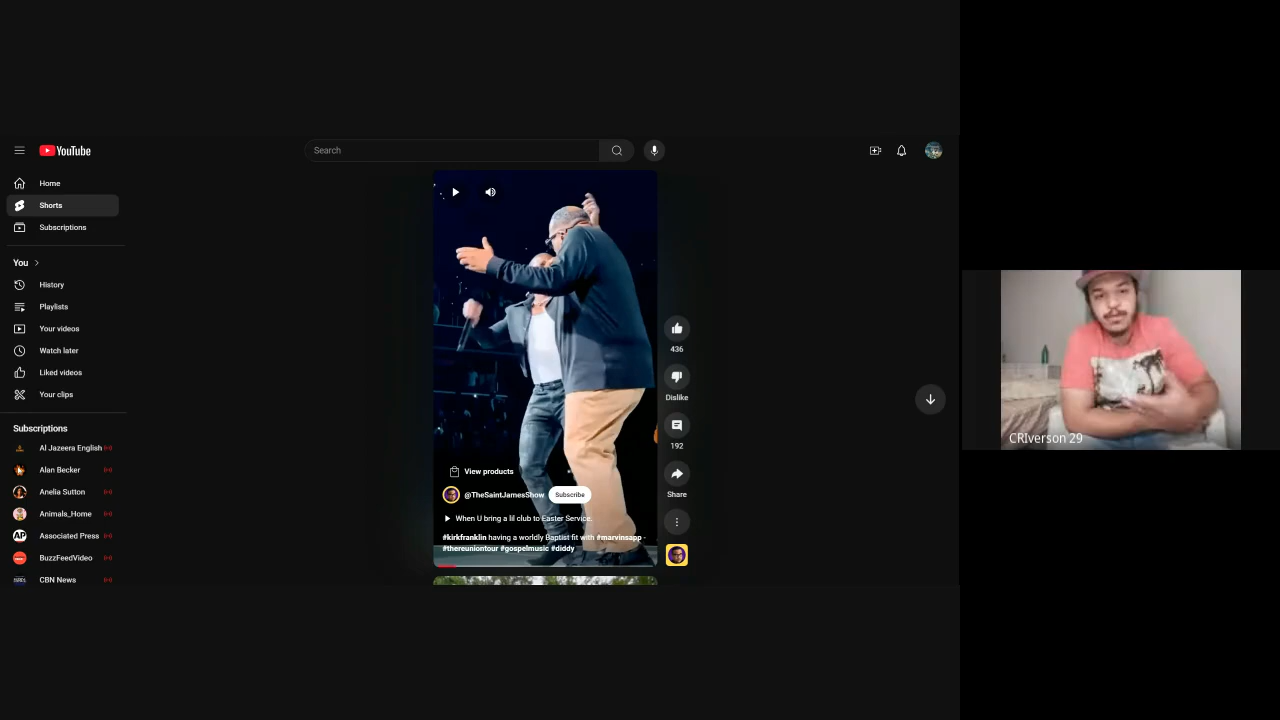 YouTube
Search
Home
Shorts
Subscriptions
You
History
Playlists
Your videos
Watch later
Liked videos
Your clips
Subscriptions
Al Jazeera English
Alan Becker
Anelia Sutton
Animals_Home
AP Associated Press
BuzzFeedVideo
CBN News
View products
@TheSaintJamesShow Subscribe
When U bring a lil club to Easter Service.
#kirkfranklin having a worldly Baptist fit with #marvinsapp -
#thereuniontour #gospelmusic #diddy
436
Dislike
192
Share
CRIverson 29